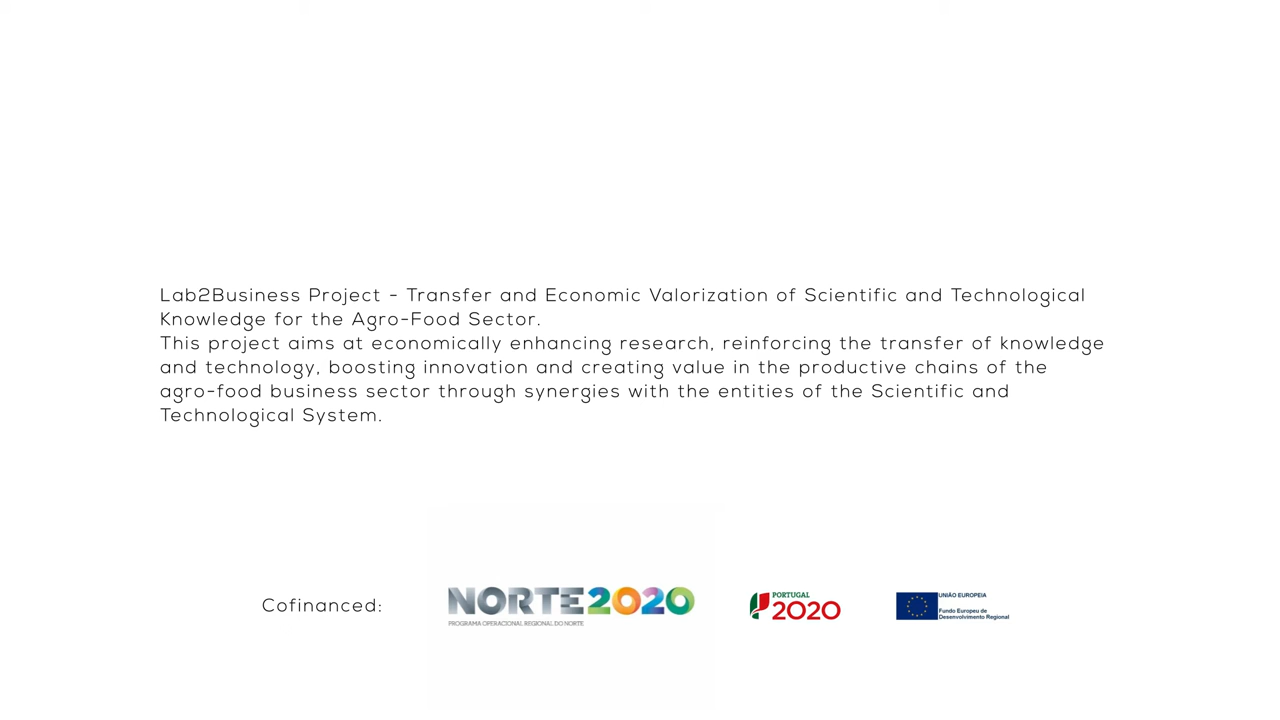 Lab2Business Project - Transfer and Economic Valorization of Scientific and Technological
Knowledge for the Agro-Food Sector.
This project aims at economically enhancing research, reinforcing the transfer of knowledge
and technology, boosting innovation and creating value in the productive chains of the
agro-food business sector through synergies with the entities of the Scientific and
Technological System.
Cofinanced:
NORTE2020
PROGRAMA OPERACIONAL REGIONAL DO NORTE
PORTUGAL
2020
UNIÃO EUROPEIA
Fundo Europeu de
Desenvolvimento Regional